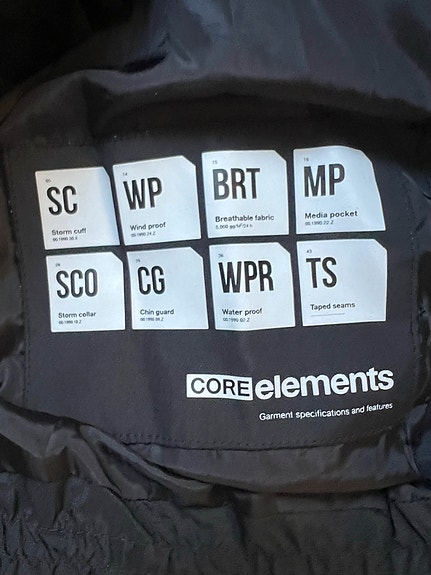 SC
Storm cuff
WP
Wind proof
BRT
Breathable fabric
MP
Media pocket
SCO
Storm collar
CG
Chin guard
WPR
Water proof
TS
Taped seams
CORE elements
Garment specifications and features